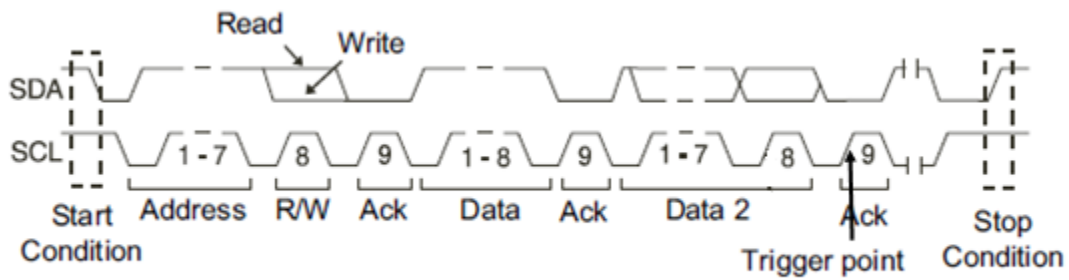 Read
Write
SDA
SCL
1 - 7
8
9
1 - 8
9
1 - 7
8
9
Start
Condition
Address
R/W
Ack
Data
Ack
Data 2
Ack
Trigger point
Stop
Condition